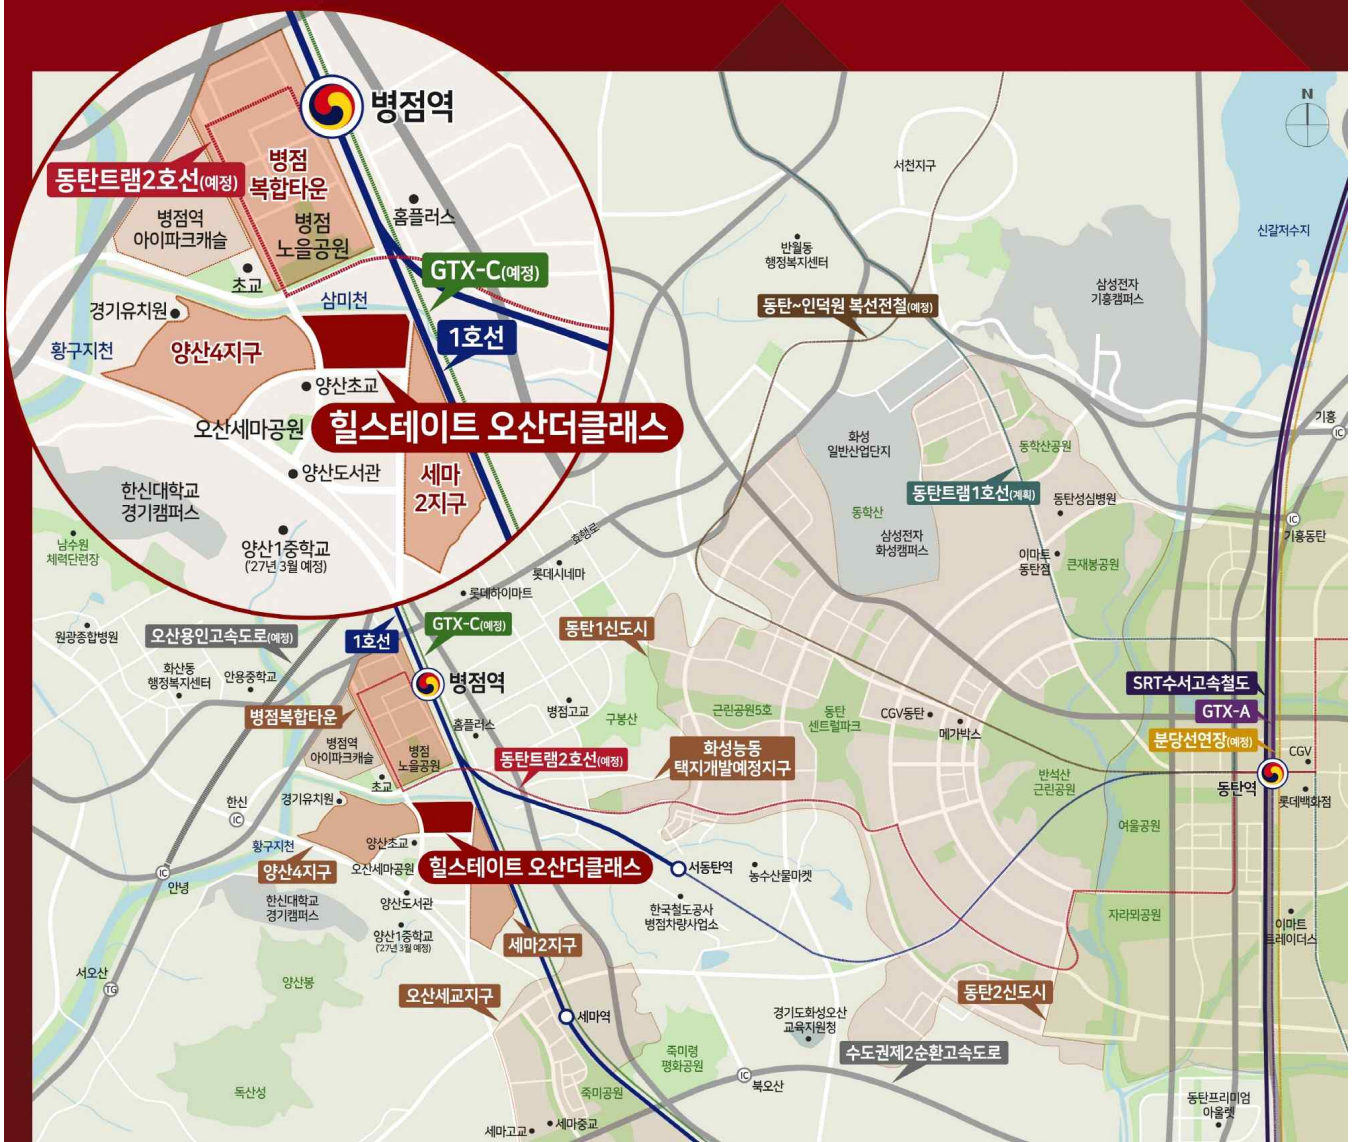 병점역
동탄트램2호선(예정)
병점
복합타운
병점역
아이파크캐슬
병점
노을공원
홈플러스
초교
GTX-C(예정)
삼미천
경기유치원
1호선
황구지천
양산4지구
양산초교
오산세마공원
힐스테이트 오산더클래스
양산도서관
세마
2지구
한신대학교
경기캠퍼스
양산1중학교
('27년 3월 예정)
N
서천지구
신갈저수지
반월동
행정복지센터
삼성전자
기흥캠퍼스
동탄~인덕원 복선전철(예정)
기흥
IC
화성
일반산업단지
동학산공원
동탄트램1호선(계획)
동탄성심병원
동학산
삼성전자
화성캠퍼스
IC
기흥동탄
이마트
동탄점
큰재봉공원
남수원
체력단련장
효행로
롯데시네마
롯데하이마트
원광종합병원
오산용인고속도로(예정)
1호선
GTX-C(예정)
동탄1신도시
화산동
행정복지센터
안용중학교
병점역
SRT수서고속철도
GTX-A
분당선연장(예정)
병점복합타운
병점고교
구봉산
근린공원5호
동탄
센트럴파크
CGV동탄
메가박스
홈플러스
병점역
아이파크캐슬
병점
노을공원
동탄트램2호선(예정)
화성능동
택지개발예정지구
CGV
동탄역
롯데백화점
반석산
근린공원
초교
경기유치원
한신
IC
여울공원
황구지천
양산초교
양산4지구
오산세마공원
힐스테이트 오산더클래스
서동탄역
농수산물마켓
IC
안녕
한신대학교
경기캠퍼스
양산도서관
한국철도공사
병점차량사업소
자라뫼공원
이마트
트레이더스
양산1중학교
('27년 3월 예정)
세마2지구
서오산
TG
양산봉
오산세교지구
동탄2신도시
세마역
경기도화성오산
교육지원청
수도권제2순환고속도로
죽미령
평화공원
IC
북오산
독산성
죽미공원
동탄프리미엄
아울렛
세마고교
세마중교